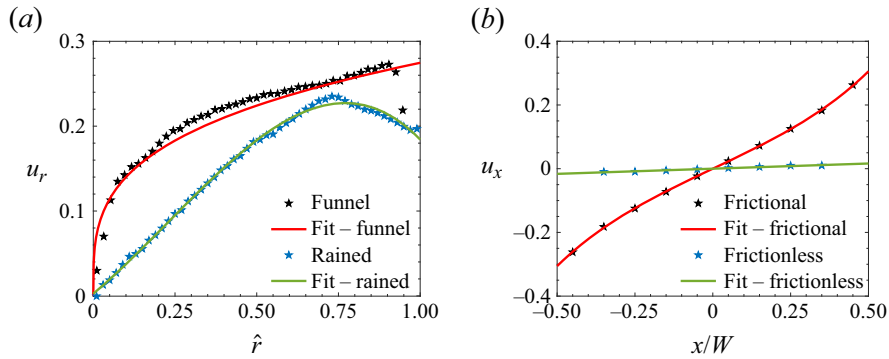 (a)
0.3
0.2
0.1
0
u_r
Funnel
Fit – funnel
Rained
Fit – rained
0 0.25 0.50 0.75 1.00
r̂
(b)
0.4
0.2
0
–0.2
–0.4
u_x
Frictional
Fit – frictional
Frictionless
Fit – frictionless
–0.50 –0.25 0 0.25 0.50
x/W